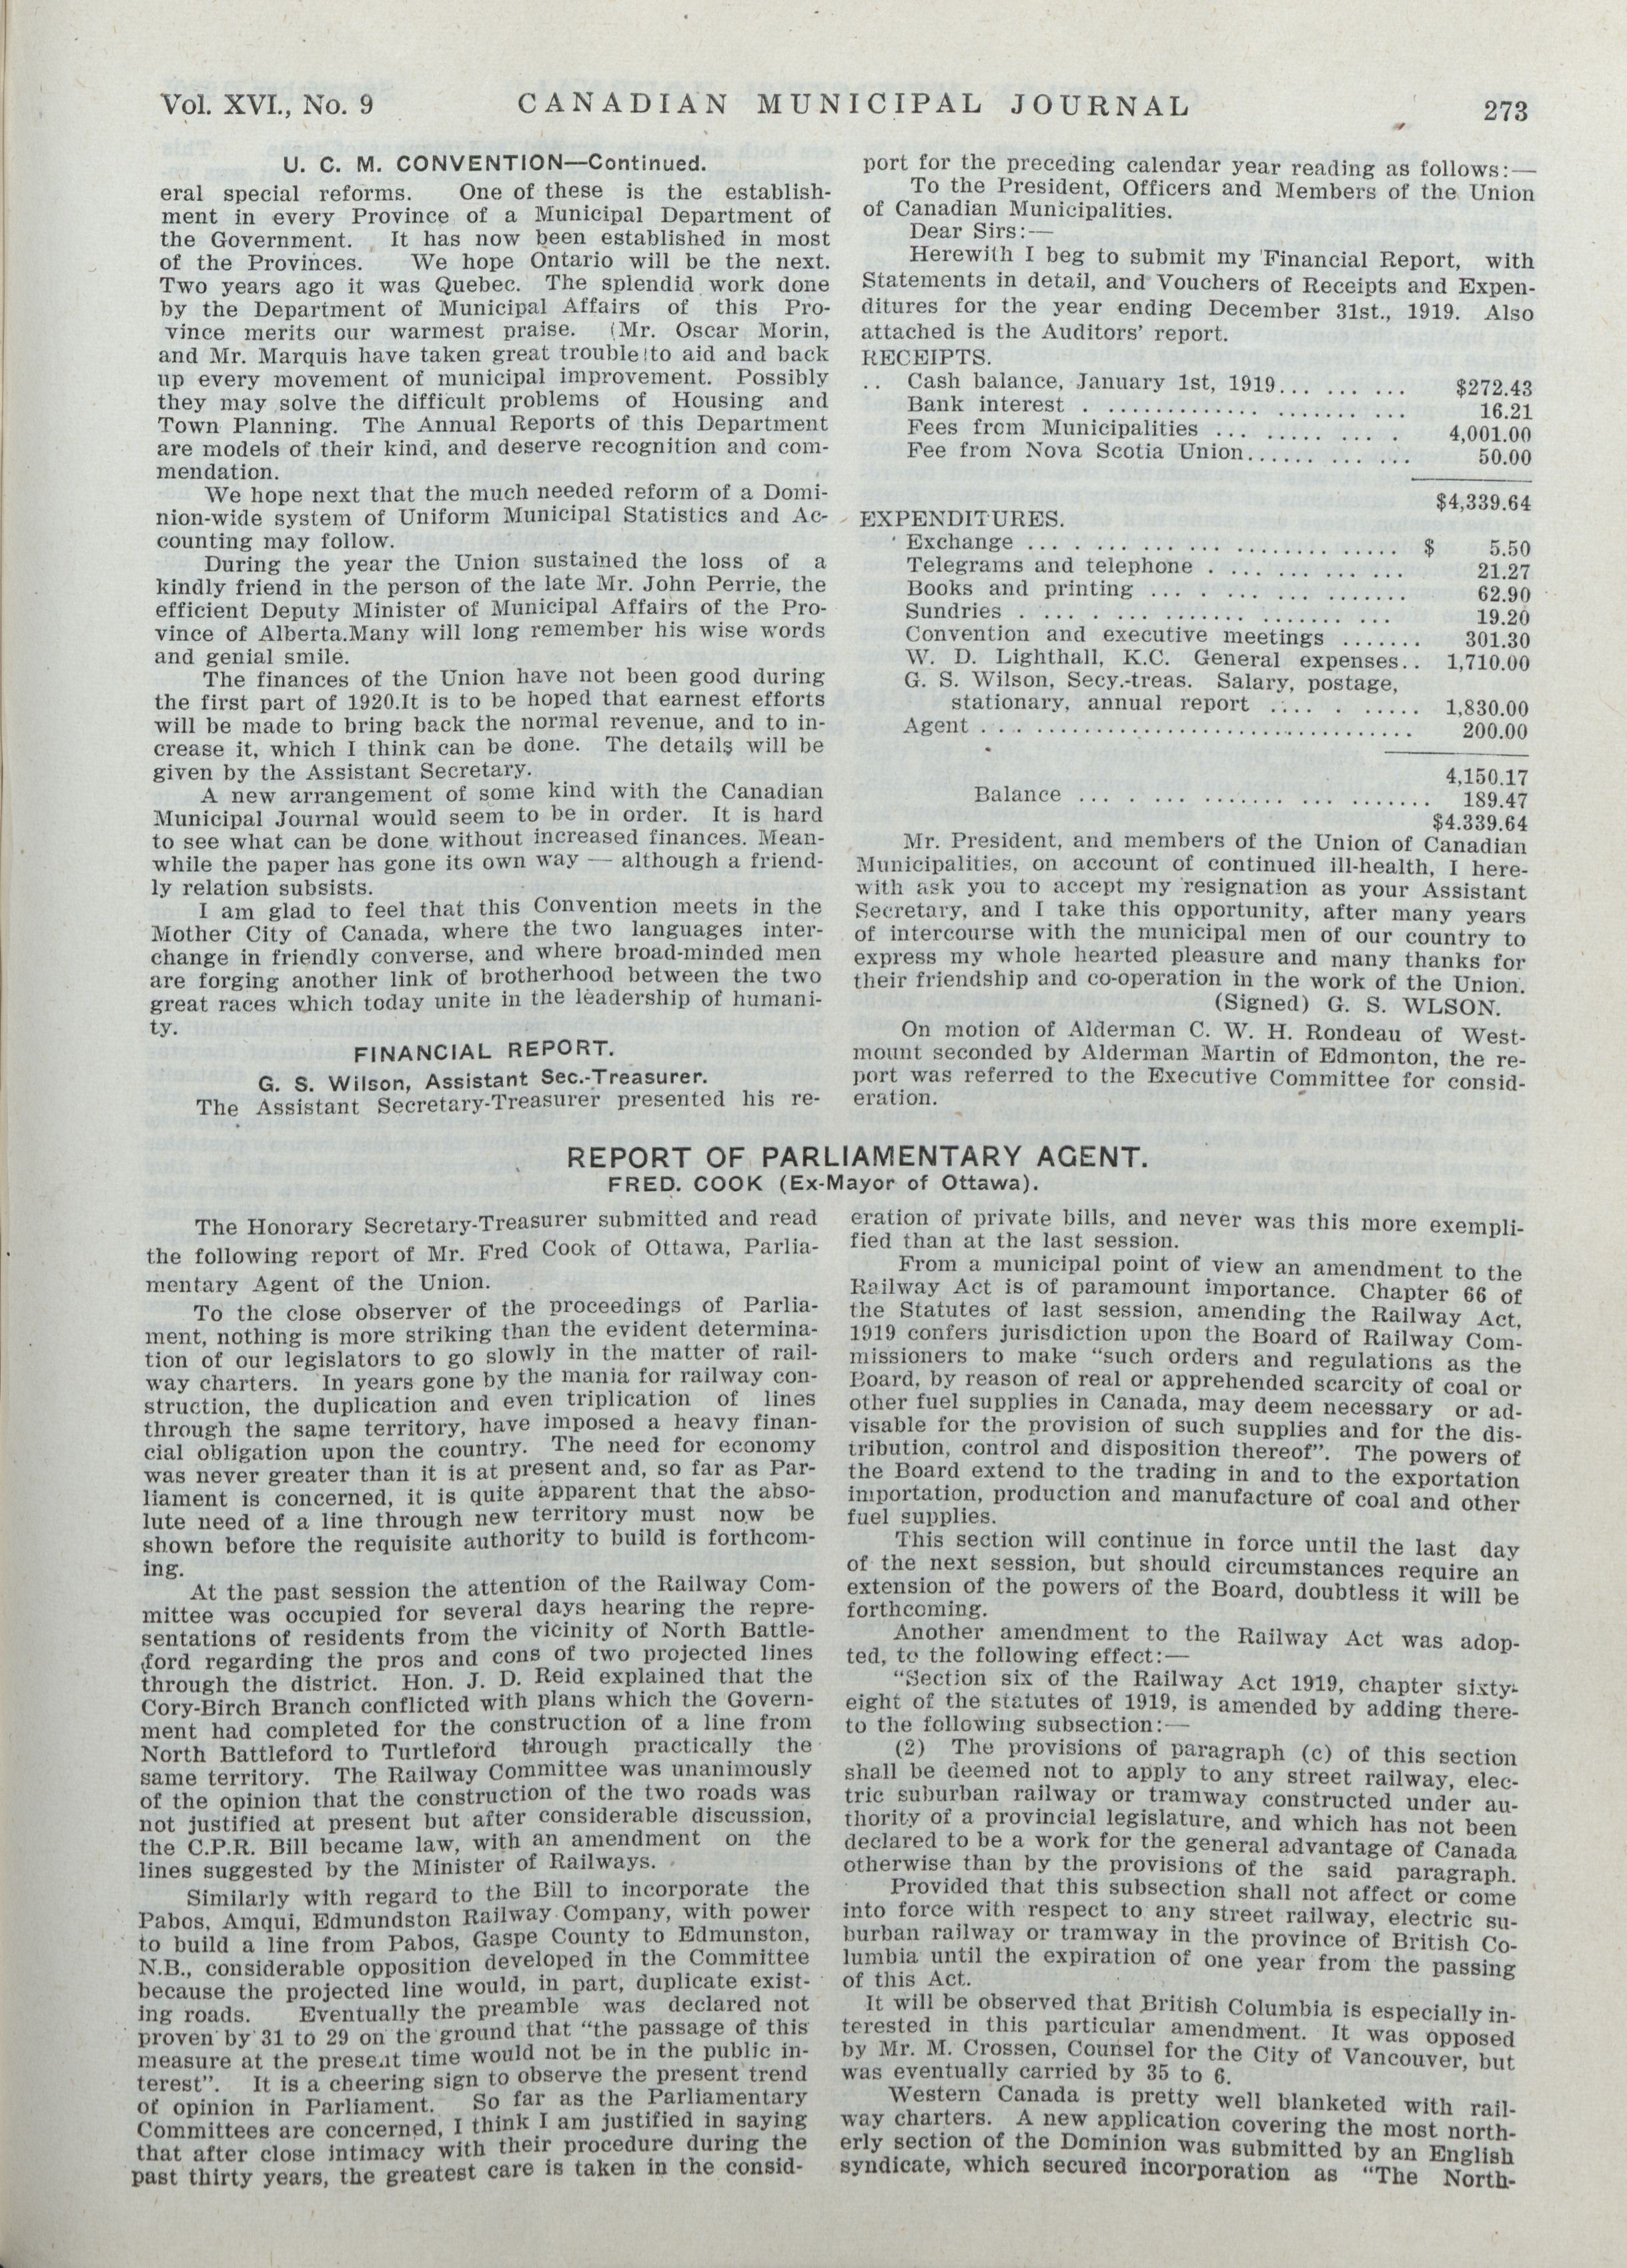 Vol. XVI., No. 9 CANADIAN MUNICIPAL JOURNAL 273
U. C. M. CONVENTION—Continued.
eral special reforms. One of these is the establish-
ment in every Province of a Municipal Department of
the Government. It has now been established in most
of the Provinces. We hope Ontario will be the next.
Two years ago it was Quebec. The splendid work done
by the Department of Municipal Affairs of this Pro-
vince merits our warmest praise. (Mr. Oscar Morin,
and Mr. Marquis have taken great trouble to aid and back
up every movement of municipal improvement. Possibly
they may solve the difficult problems of Housing and
Town Planning. The Annual Reports of this Department
are models of their kind, and deserve recognition and com-
mendation.
We hope next that the much needed reform of a Domi-
nion-wide system of Uniform Municipal Statistics and Ac-
counting may follow.
During the year the Union sustained the loss of a
kindly friend in the person of the late Mr. John Perrie, the
efficient Deputy Minister of Municipal Affairs of the Pro-
vince of Alberta.Many will long remember his wise words
and genial smile.
The finances of the Union have not been good during
the first part of 1920.It is to be hoped that earnest efforts
will be made to bring back the normal revenue, and to in-
crease it, which I think can be done. The details will be
given by the Assistant Secretary.
A new arrangement of some kind with the Canadian
Municipal Journal would seem to be in order. It is hard
to see what can be done without increased finances. Mean-
while the paper has gone its own way — although a friend-
ly relation subsists.
I am glad to feel that this Convention meets in the
Mother City of Canada, where the two languages inter-
change in friendly converse, and where broad-minded men
are forging another link of brotherhood between the two
great races which today unite in the leadership of humani-
ty.
FINANCIAL REPORT.
G. S. Wilson, Assistant Sec.-Treasurer.
The Assistant Secretary-Treasurer presented his re-
port for the preceding calendar year reading as follows:—
To the President, Officers and Members of the Union
of Canadian Municipalities.
Dear Sirs:—
Herewith I beg to submit my Financial Report, with
Statements in detail, and Vouchers of Receipts and Expen-
ditures for the year ending December 31st., 1919. Also
attached is the Auditors' report.
RECEIPTS.
.. Cash balance, January 1st, 1919... ... ... $272.43
Bank interest . ............. ....... ... 16.21
Fees from Municipalities ... ...... ... . 4,001.00
Fee from Nova Scotia Union...... ... ... 50.00
$4,339.64
EXPENDITURES.
Exchange ... . ... ... ... ............. $ 5.50
Telegrams and telephone . ... ... ... ... 21.27
Books and printing ... . ... ... ....... 62.90
Sundries . ... . ... ....... ....... ... 19.20
Convention and executive meetings ....... 301.30
W. D. Lighthall, K.C. General expenses.. 1,710.00
G. S. Wilson, Secy.-treas. Salary, postage,
stationary, annual report .... . ..... 1,830.00
Agent . . . ................................ 200.00
4,150.17
Balance ... . ... ....... ... ....... 189.47
$4.339.64
Mr. President, and members of the Union of Canadian
Municipalities, on account of continued ill-health, I here-
with ask you to accept my resignation as your Assistant
Secretary, and I take this opportunity, after many years
of intercourse with the municipal men of our country to
express my whole hearted pleasure and many thanks for
their friendship and co-operation in the work of the Union.
(Signed) G. S. WLSON.
On motion of Alderman C. W. H. Rondeau of West-
mount seconded by Alderman Martin of Edmonton, the re-
port was referred to the Executive Committee for consid-
eration.
REPORT OF PARLIAMENTARY AGENT.
FRED. COOK (Ex-Mayor of Ottawa).
The Honorary Secretary-Treasurer submitted and read
the following report of Mr. Fred Cook of Ottawa, Parlia-
mentary Agent of the Union.
To the close observer of the proceedings of Parlia-
ment, nothing is more striking than the evident determina-
tion of our legislators to go slowly in the matter of rail-
way charters. In years gone by the mania for railway con-
struction, the duplication and even triplication of lines
through the same territory, have imposed a heavy finan-
cial obligation upon the country. The need for economy
was never greater than it is at present and, so far as Par-
liament is concerned, it is quite apparent that the abso-
lute need of a line through new territory must now be
shown before the requisite authority to build is forthcom-
ing.
At the past session the attention of the Railway Com-
mittee was occupied for several days hearing the repre-
sentations of residents from the vicinity of North Battle-
ford regarding the pros and cons of two projected lines
through the district. Hon. J. D. Reid explained that the
Cory-Birch Branch conflicted with plans which the Govern-
ment had completed for the construction of a line from
North Battleford to Turtleford through practically the
same territory. The Railway Committee was unanimously
of the opinion that the construction of the two roads was
not justified at present but after considerable discussion,
the C.P.R. Bill became law, with an amendment on the
lines suggested by the Minister of Railways.
Similarly with regard to the Bill to incorporate the
Pabos, Amqui, Edmundston Railway Company, with power
to build a line from Pabos, Gaspe County to Edmunston,
N.B., considerable opposition developed in the Committee
because the projected line would, in part, duplicate exist-
ing roads. Eventually the preamble was declared not
proven by 31 to 29 on the ground that "the passage of this
measure at the present time would not be in the public in-
terest". It is a cheering sign to observe the present trend
of opinion in Parliament. So far as the Parliamentary
Committees are concerned, I think I am justified in saying
that after close intimacy with their procedure during the
past thirty years, the greatest care is taken in the consid-
eration of private bills, and never was this more exempli-
fied than at the last session.
From a municipal point of view an amendment to the
Railway Act is of paramount importance. Chapter 66 of
the Statutes of last session, amending the Railway Act,
1919 confers jurisdiction upon the Board of Railway Com-
missioners to make "such orders and regulations as the
Board, by reason of real or apprehended scarcity of coal or
other fuel supplies in Canada, may deem necessary or ad-
visable for the provision of such supplies and for the dis-
tribution, control and disposition thereof". The powers of
the Board extend to the trading in and to the exportation
importation, production and manufacture of coal and other
fuel supplies.
This section will continue in force until the last day
of the next session, but should circumstances require an
extension of the powers of the Board, doubtless it will be
forthcoming.
Another amendment to the Railway Act was adop-
ted, to the following effect:—
"Section six of the Railway Act 1919, chapter sixty-
eight of the statutes of 1919, is amended by adding there-
to the following subsection:—
(2) The provisions of paragraph (c) of this section
shall be deemed not to apply to any street railway, elec-
tric suburban railway or tramway constructed under au-
thority of a provincial legislature, and which has not been
declared to be a work for the general advantage of Canada
otherwise than by the provisions of the said paragraph.
Provided that this subsection shall not affect or come
into force with respect to any street railway, electric su-
burban railway or tramway in the province of British Co-
lumbia until the expiration of one year from the passing
of this Act.
It will be observed that British Columbia is especially in-
terested in this particular amendment. It was opposed
by Mr. M. Crossen, Counsel for the City of Vancouver, but
was eventually carried by 35 to 6.
Western Canada is pretty well blanketed with rail-
way charters. A new application covering the most north-
erly section of the Dominion was submitted by an English
syndicate, which secured incorporation as "The North-